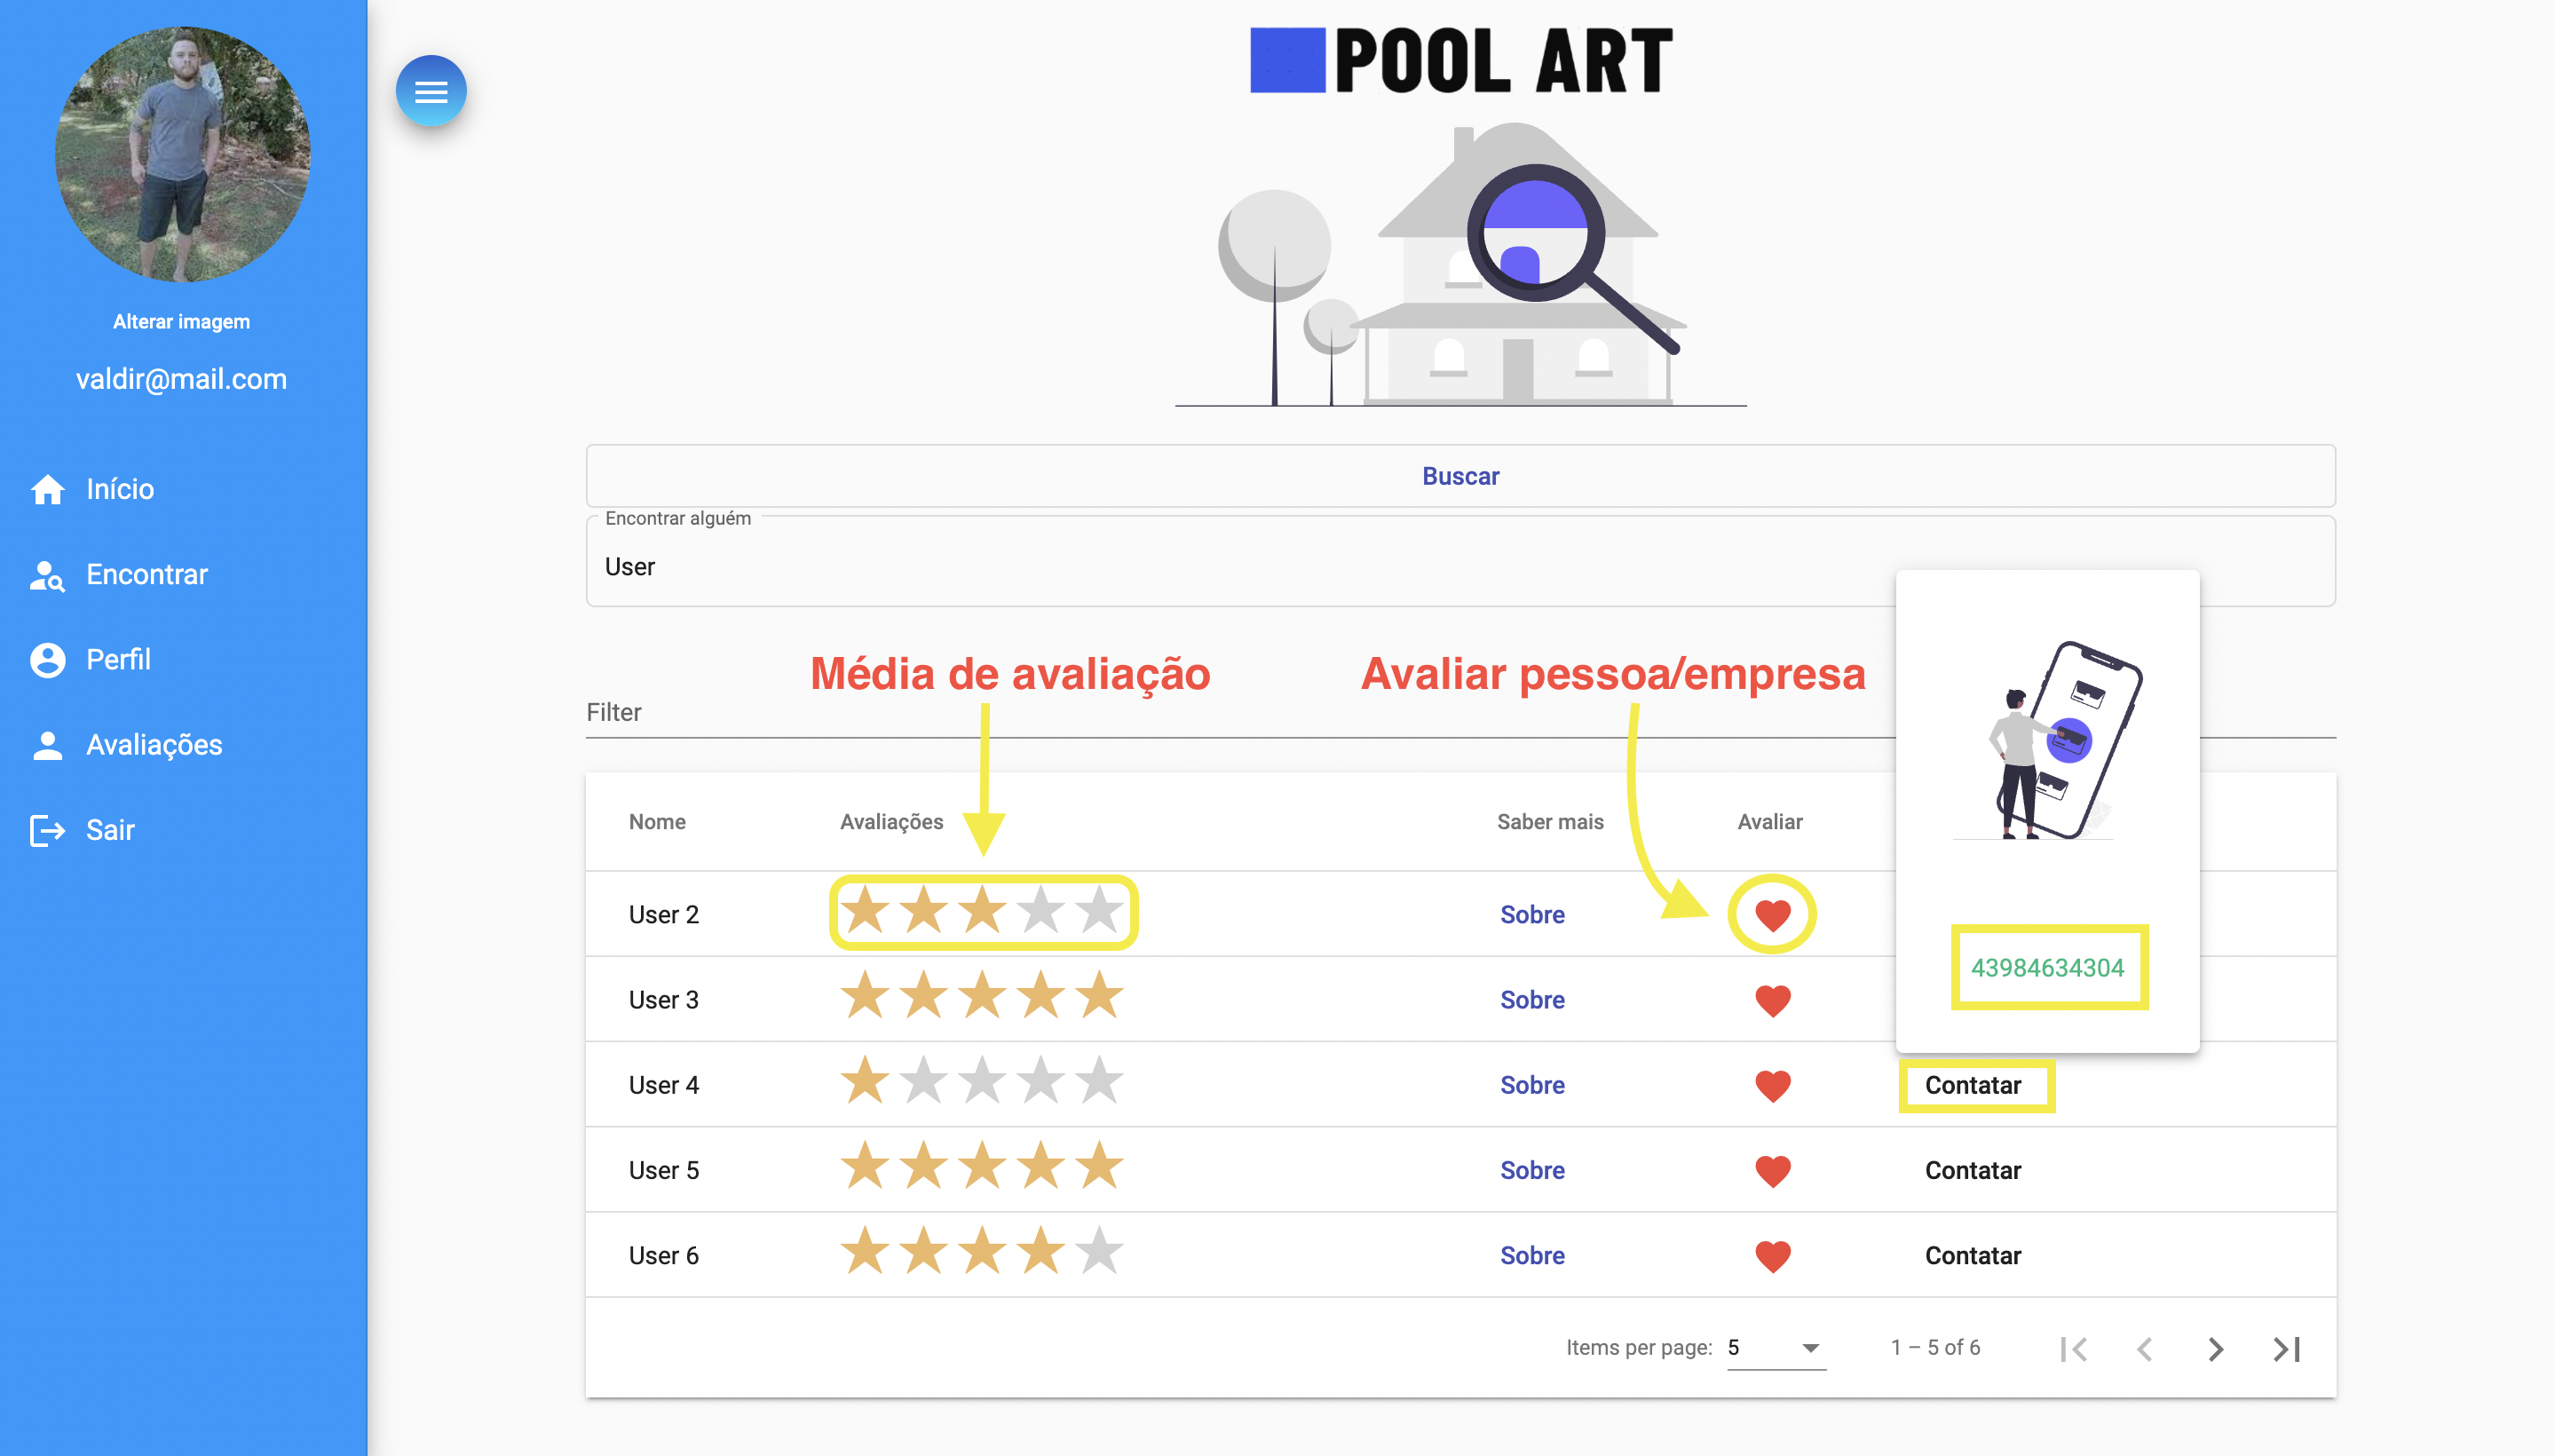 POOL ART
Alterar imagem
valdir@mail.com
Início
Encontrar
Perfil
Avaliações
Sair
Buscar
Encontrar alguém
User
Média de avaliação
Avaliar pessoa/empresa
Filter
Nome Avaliações Saber mais Avaliar
User 2 Sobre
43984634304
User 3 Sobre
User 4 Sobre Contatar
User 5 Sobre Contatar
User 6 Sobre Contatar
Items per page: 5 1 – 5 of 6